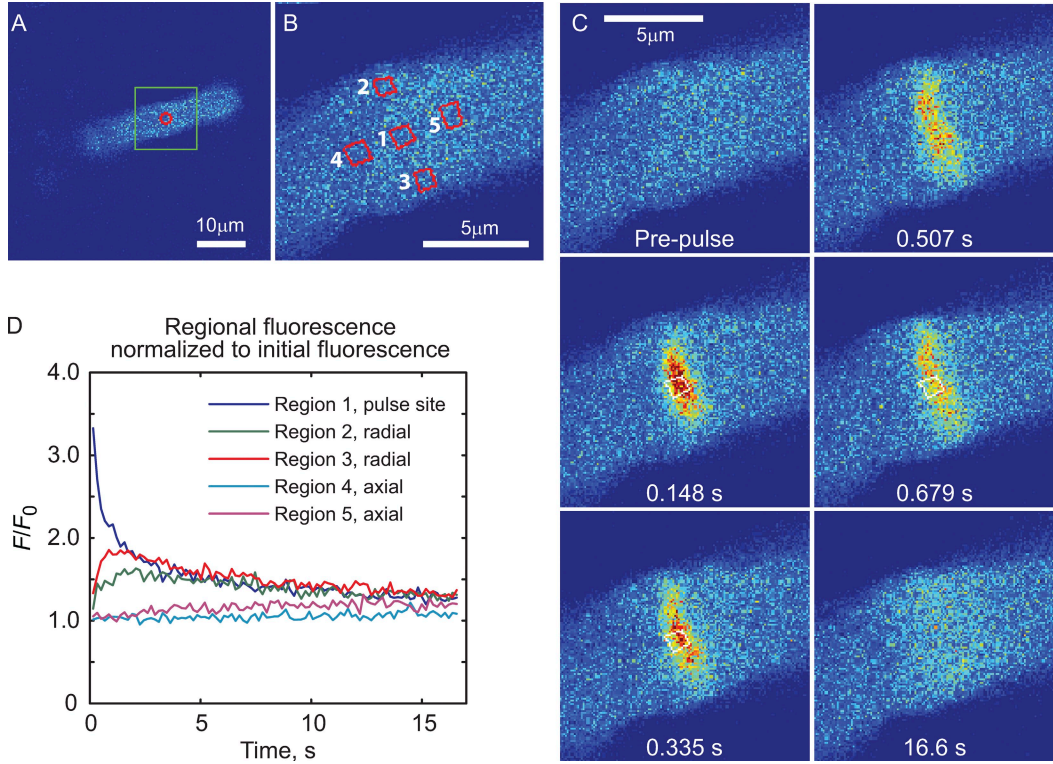 A
10μm
B
2
5
1
4
3
5μm
C
5μm
Pre-pulse
0.507 s
0.148 s
0.679 s
0.335 s
16.6 s
D
Regional fluorescence
normalized to initial fluorescence
4.0
3.0
2.0
1.0
0
F/F0
Region 1, pulse site
Region 2, radial
Region 3, radial
Region 4, axial
Region 5, axial
0
5
10
15
Time, s